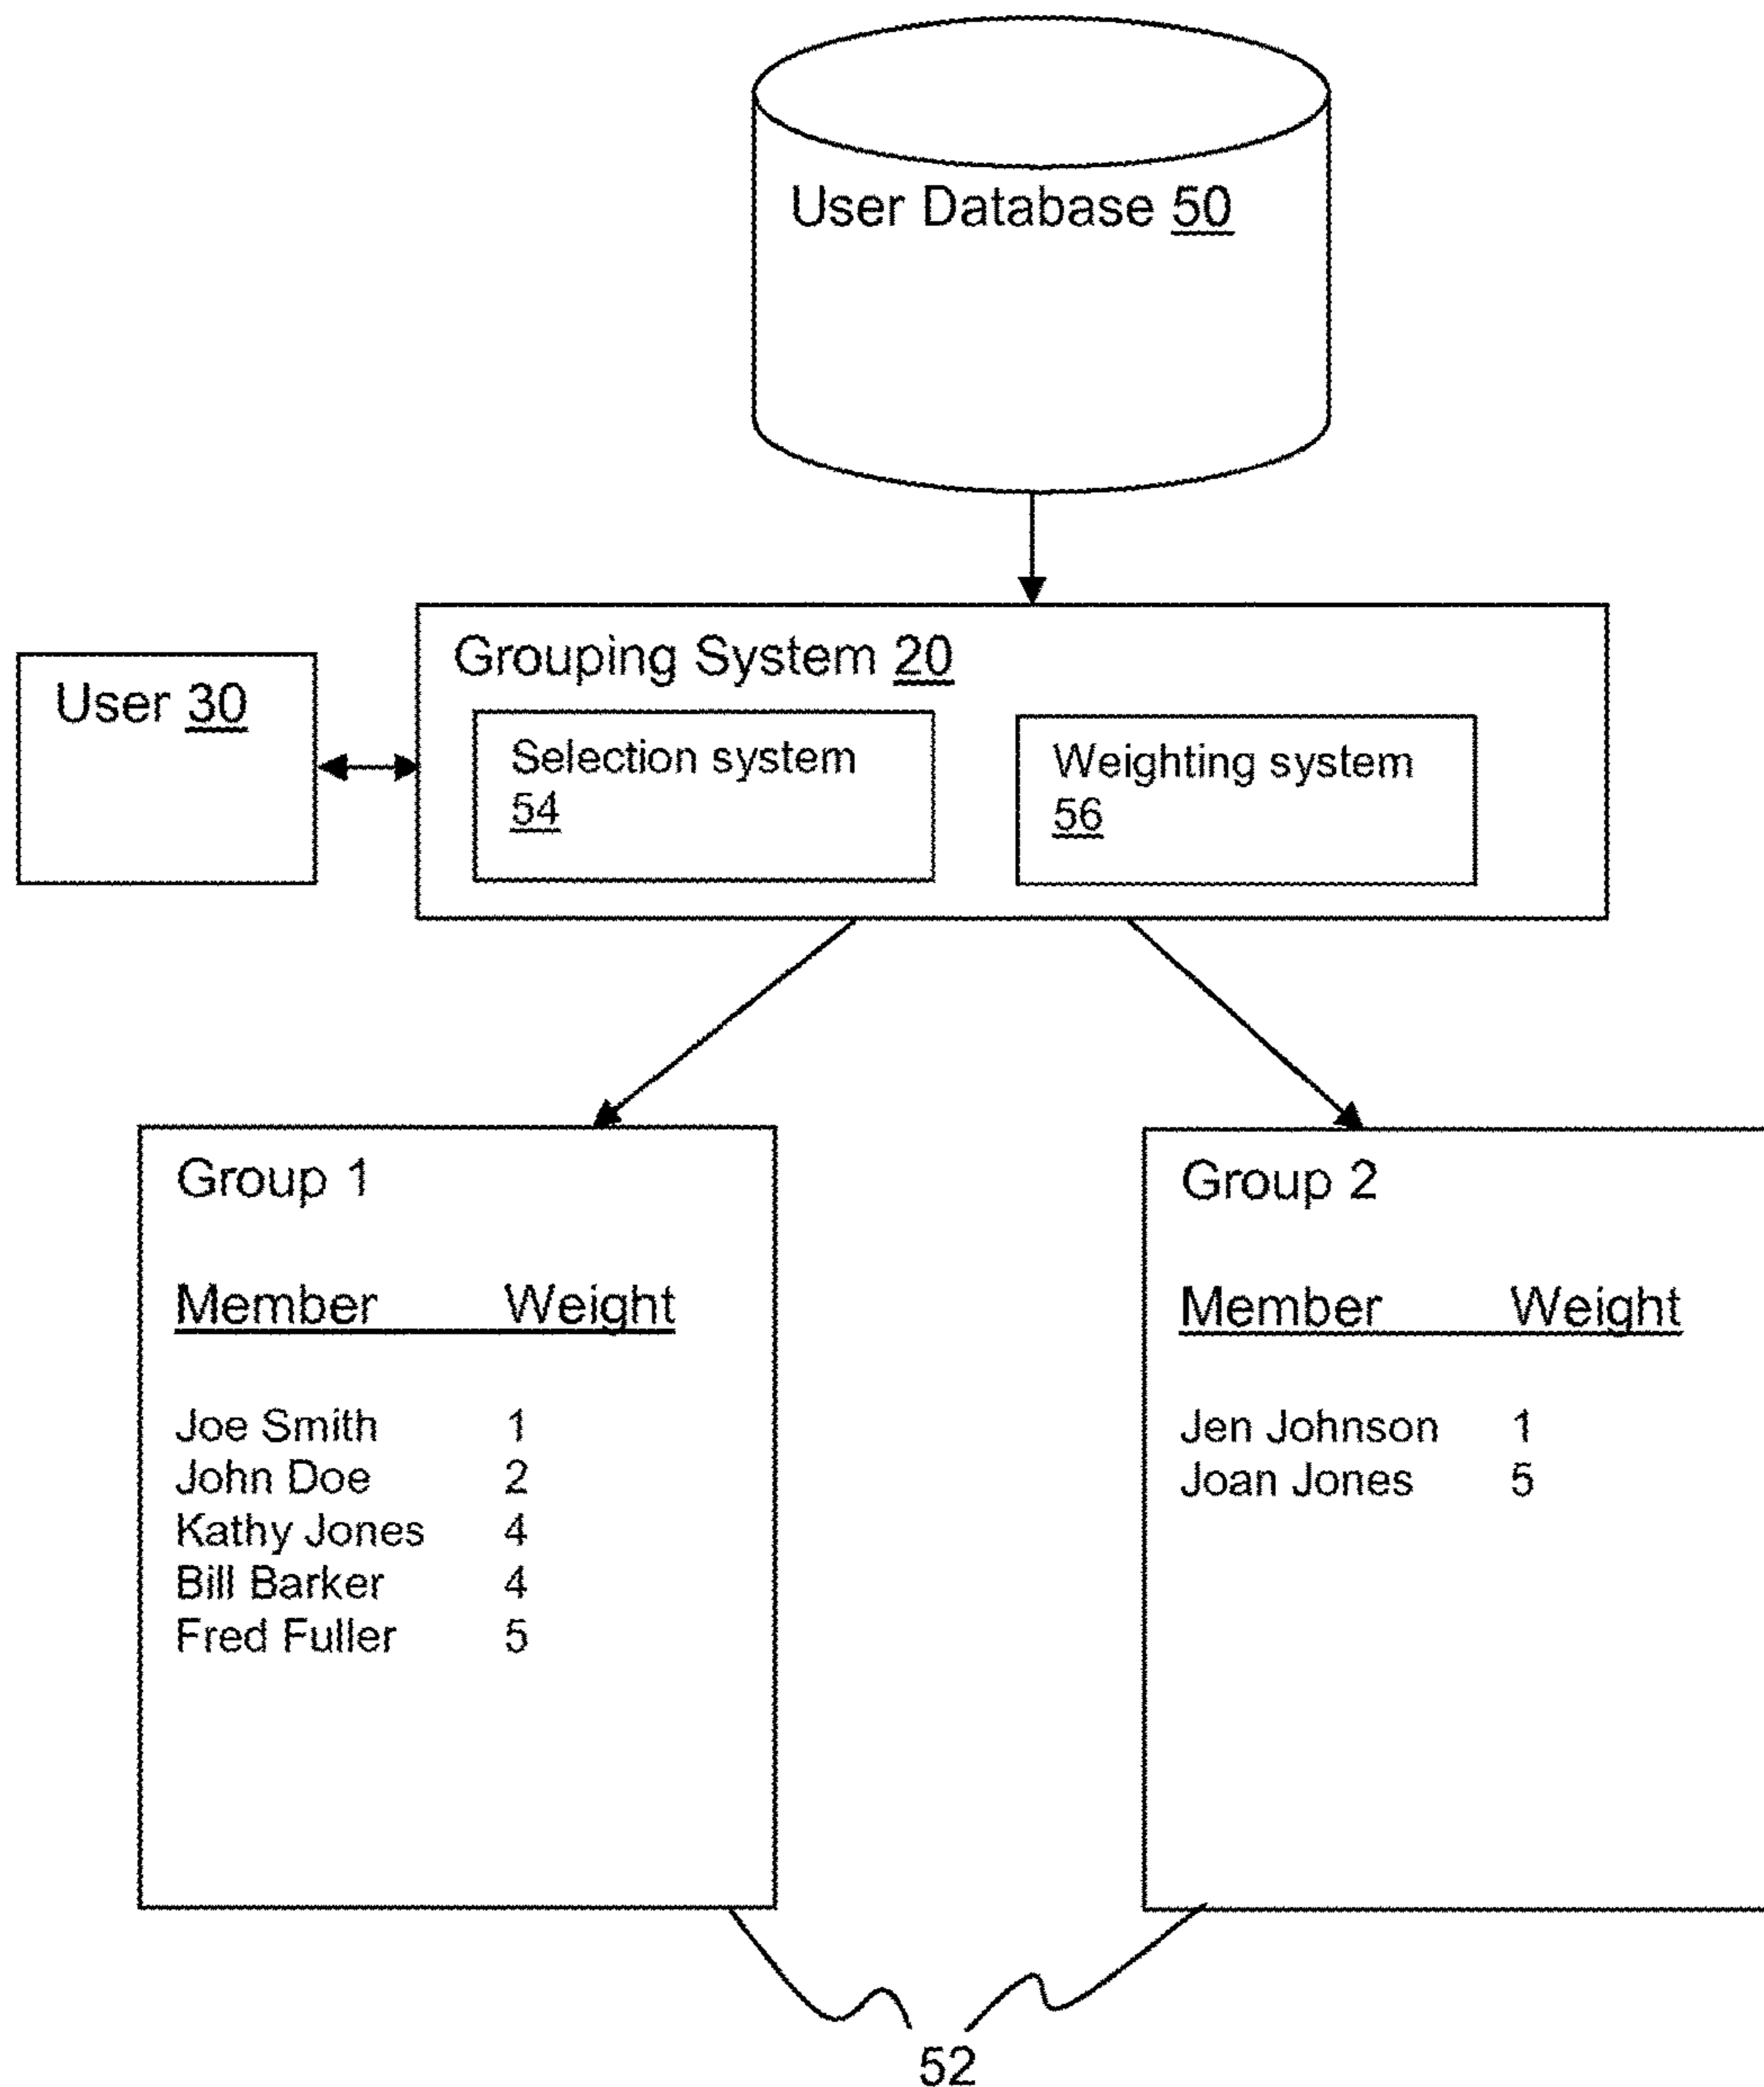 User Database 50
Grouping System 20
User 30
Selection system
54
Weighting system
56
Group 1
Member Weight
Joe Smith 1
John Doe 2
Kathy Jones 4
Bill Barker 4
Fred Fuller 5
Group 2
Member Weight
Jen Johnson 1
Joan Jones 5
52